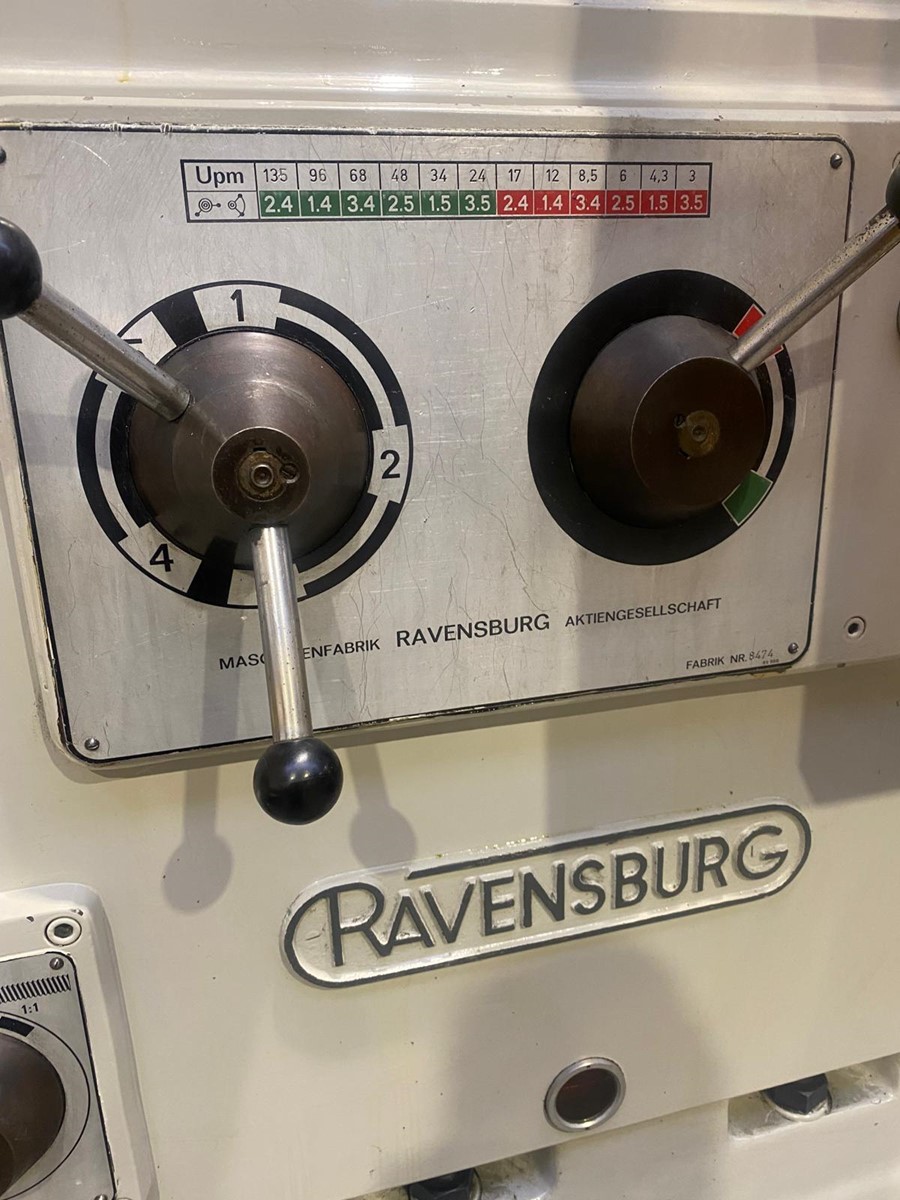 Upm 135 96 68 48 34 24 17 12 8,5 6 4,3 3
2.4 1.4 3.4 2.5 1.5 3.5 2.4 1.4 3.4 2.5 1.5 3.5
1
2
4
RAVENSBURG AKTIENGESELLSCHAFT
FABRIK NR. 8474
RAVENSBURG
1:1